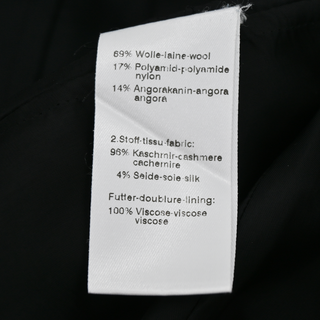 69% Wolle-laine-wool
17% Polyamid-polyamide
nylon
14% Angorakanin-angora
angora
2.Stoff-tissu-fabric:
96% Kaschmir-cashmere
cachemire
4% Seide-soie-silk
Futter-doublure-lining:
100% Viscose-viscose
viscose